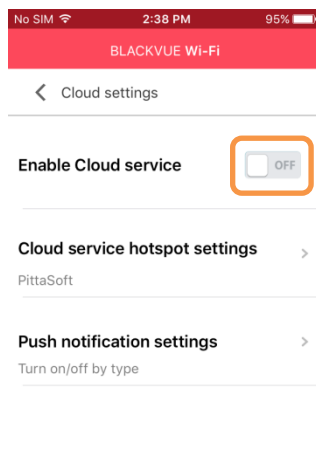 No SIM 2:38 PM 95%
BLACKVUE Wi-Fi
Cloud settings
Enable Cloud service OFF
Cloud service hotspot settings
PittaSoft
Push notification settings
Turn on/off by type